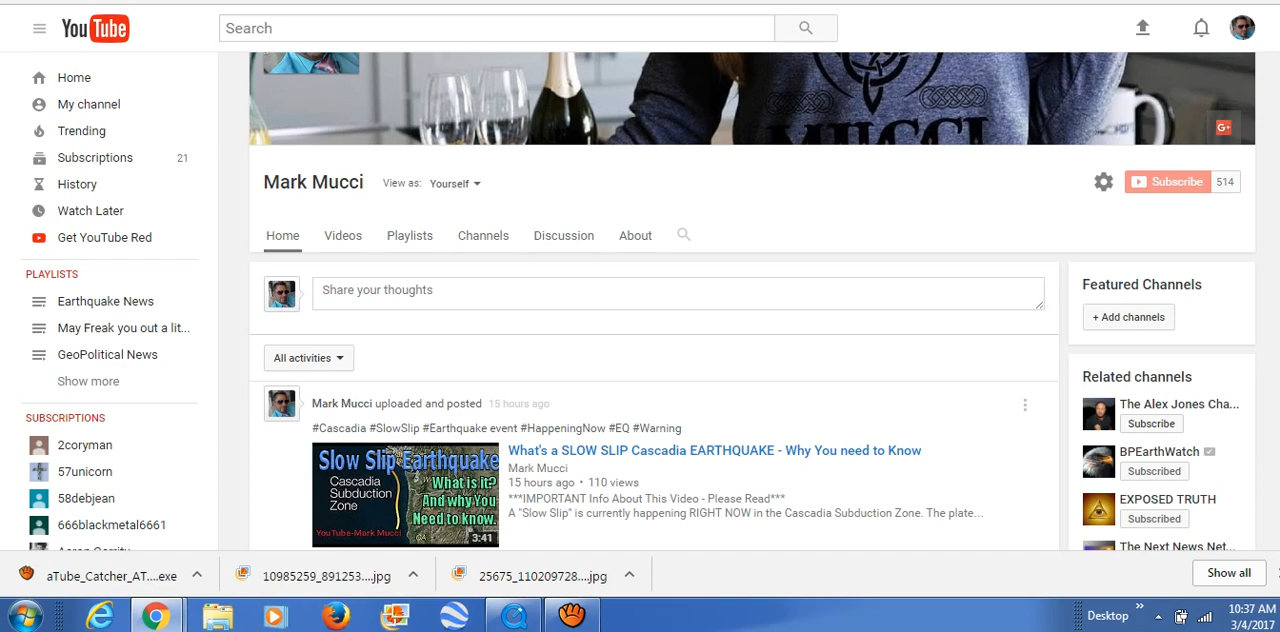 YouTube
Search
Home
My channel
Trending
Subscriptions 21
History
Watch Later
Get YouTube Red
PLAYLISTS
Earthquake News
May Freak you out a lit...
GeoPolitical News
Show more
SUBSCRIPTIONS
2coryman
57unicorn
58debjean
666blackmetal6661
MUCCI
G+
Mark Mucci View as: Yourself
Subscribe 514
Home Videos Playlists Channels Discussion About
Share your thoughts
All activities
Mark Mucci uploaded and posted 15 hours ago
#Cascadia #SlowSlip #Earthquake event #HappeningNow #EQ #Warning
Slow Slip Earthquake
Cascadia
Subduction
Zone
What is it?
And why You
Need to know.
YouTube-Mark Mucci
3:41
What's a SLOW SLIP Cascadia EARTHQUAKE - Why You need to Know
Mark Mucci
15 hours ago • 110 views
***IMPORTANT Info About This Video - Please Read***
A "Slow Slip" is currently happening RIGHT NOW in the Cascadia Subduction Zone. The plate...
Featured Channels
+ Add channels
Related channels
The Alex Jones Cha...
Subscribe
BPEarthWatch
Subscribed
EXPOSED TRUTH
Subscribed
The Next News Net...
aTube_Catcher_AT....exe
10985259_891253....jpg
25675_110209728....jpg
Show all
Desktop
10:37 AM
3/4/2017